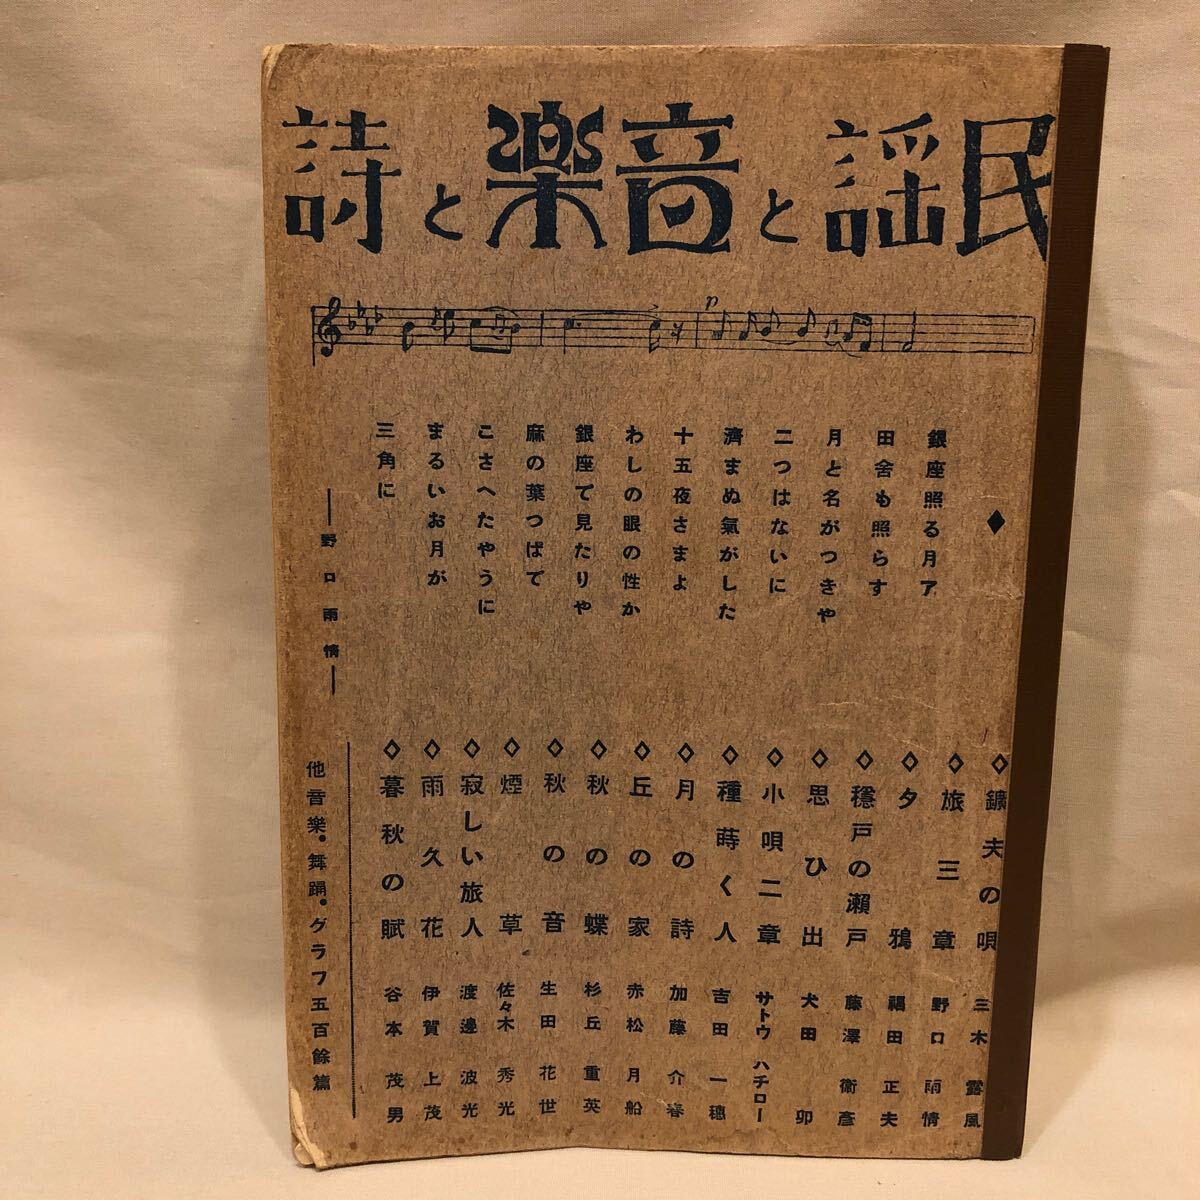 民謡と音楽と詩
p
◆
銀座照る月ア
田舎も照らす
月と名がつきや
二つはないに
濟まぬ氣がした
十五夜さまよ
わしの眼の性か
銀座で見たりや
麻の葉つぱで
こさへたやうに
まるいお月が
三角に
―野口雨情―
◇鑛夫の唄 三木露風
◇旅三章 野口雨情
◇夕鴉 福田正夫
◇穩戸の瀬戸 藤澤衞彦
◇思ひ出 犬田卯
◇小唄二章 サトウハチロー
◇種蒔く人 吉田一穗
◇月の詩 加藤介春
◇丘の家 赤松月船
◇秋の蝶 杉丘重英
◇秋の音 生田花世
◇煙草 佐々木秀光
◇寂しい旅人 渡邊波光
◇雨久花 伊賀上茂
◇暮秋の賦 谷本茂男
他音樂・舞踊・グラフ五百餘篇